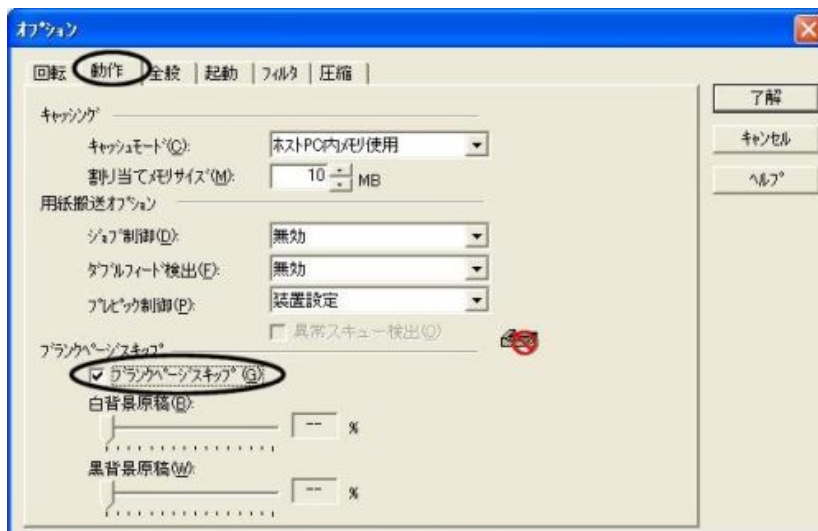 オプション
回転 動作 全般 起動 フィルタ 圧縮
了解
キャンセル
ヘルプ
キャッシング
キャッシュモード(C): ホストPC内メモリ使用
割り当てメモリサイズ(M): 10 MB
用紙搬送オプション
ジョブ制御(D): 無効
ダブルフィード検出(F): 無効
プレピック制御(P): 装置設定
異常スキュー検出(O)
ブランクページスキップ
ブランクページスキップ(G)
白背景原稿(B):
-- %
黒背景原稿(W):
-- %